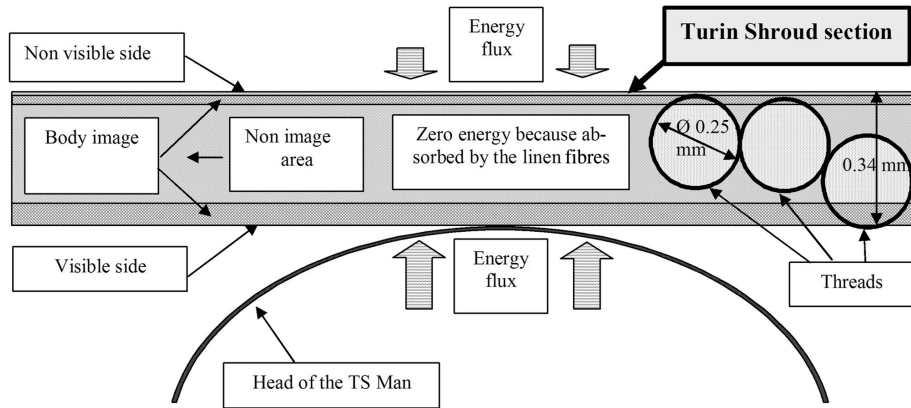 Non visible side
Energy
flux
Turin Shroud section
Body image
Non image
area
Zero energy because ab-
sorbed by the linen fibres
Ø 0.25
mm
0.34 mm
Visible side
Energy
flux
Threads
Head of the TS Man